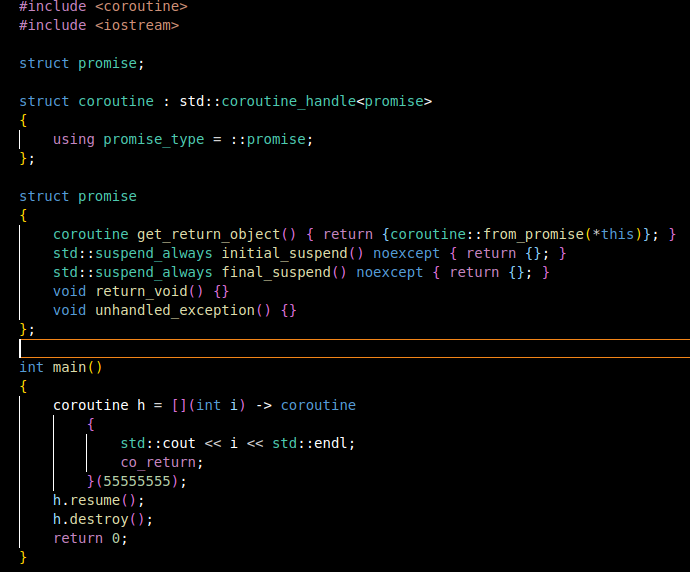 #include <coroutine>
#include <iostream>

struct promise;

struct coroutine : std::coroutine_handle<promise>
{
    using promise_type = ::promise;
};

struct promise
{
    coroutine get_return_object() { return {coroutine::from_promise(*this)}; }
    std::suspend_always initial_suspend() noexcept { return {}; }
    std::suspend_always final_suspend() noexcept { return {}; }
    void return_void() {}
    void unhandled_exception() {}
};

int main()
{
    coroutine h = [](int i) -> coroutine
        {
            std::cout << i << std::endl;
            co_return;
        }(55555555);
    h.resume();
    h.destroy();
    return 0;
}